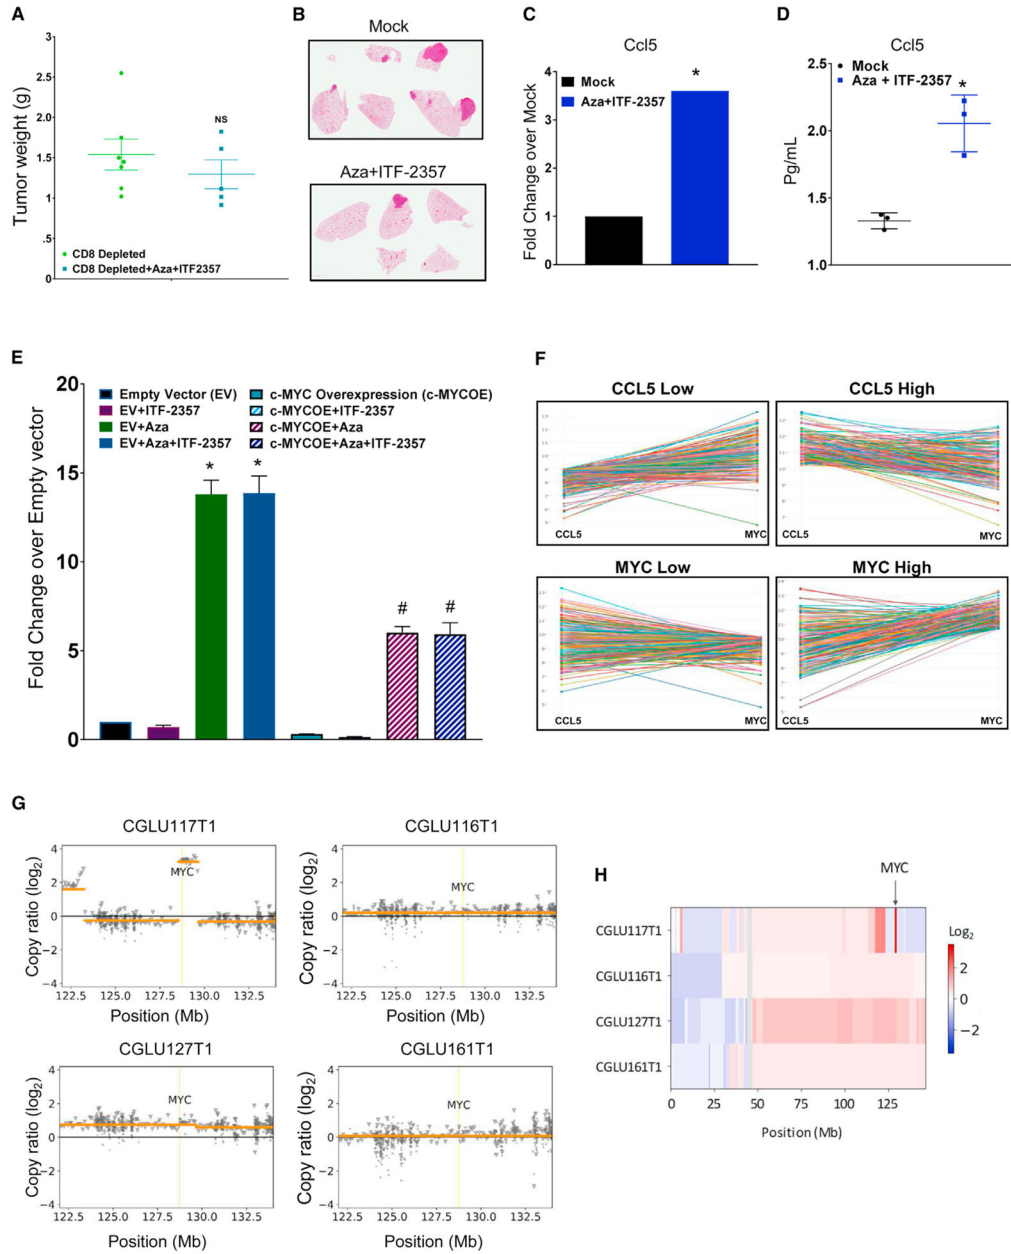 A
Tumor weight (g)
3
2.5
2
1.5
1
.5
0
NS
CD8 Depleted
CD8 Depleted+Aza+ITF2357
B
Mock
Aza+ITF-2357
C
Ccl5
Fold Change over Mock
4
3
2
1
0
Mock
Aza+ITF-2357
*
D
Ccl5
Pg/mL
2.5
2.0
1.5
1.0
Mock
Aza + ITF-2357
*
E
Fold Change over Empty vector
20
15
10
5
0
Empty Vector (EV)
EV+ITF-2357
EV+Aza
EV+Aza+ITF-2357
c-MYC Overexpression (c-MYCOE)
c-MYCOE+ITF-2357
c-MYCOE+Aza
c-MYCOE+Aza+ITF-2357
* *
# #
F
CCL5 Low
CCL5 MYC
CCL5 High
CCL5 MYC
MYC Low
CCL5 MYC
MYC High
CCL5 MYC
G
CGLU117T1
Copy ratio (log2)
4
2
0
−2
−4
MYC
122.5 125.0 127.5 130.0 132.5
Position (Mb)
CGLU116T1
Copy ratio (log2)
4
2
0
−2
−4
MYC
122.5 125.0 127.5 130.0 132.5
Position (Mb)
CGLU127T1
Copy ratio (log2)
4
2
0
−2
−4
MYC
122.5 125.0 127.5 130.0 132.5
Position (Mb)
CGLU161T1
Copy ratio (log2)
4
2
0
−2
−4
MYC
122.5 125.0 127.5 130.0 132.5
Position (Mb)
H
MYC
CGLU117T1
CGLU116T1
CGLU127T1
CGLU161T1
0 25 50 75 100 125
Position (Mb)
Log2
2
0
−2